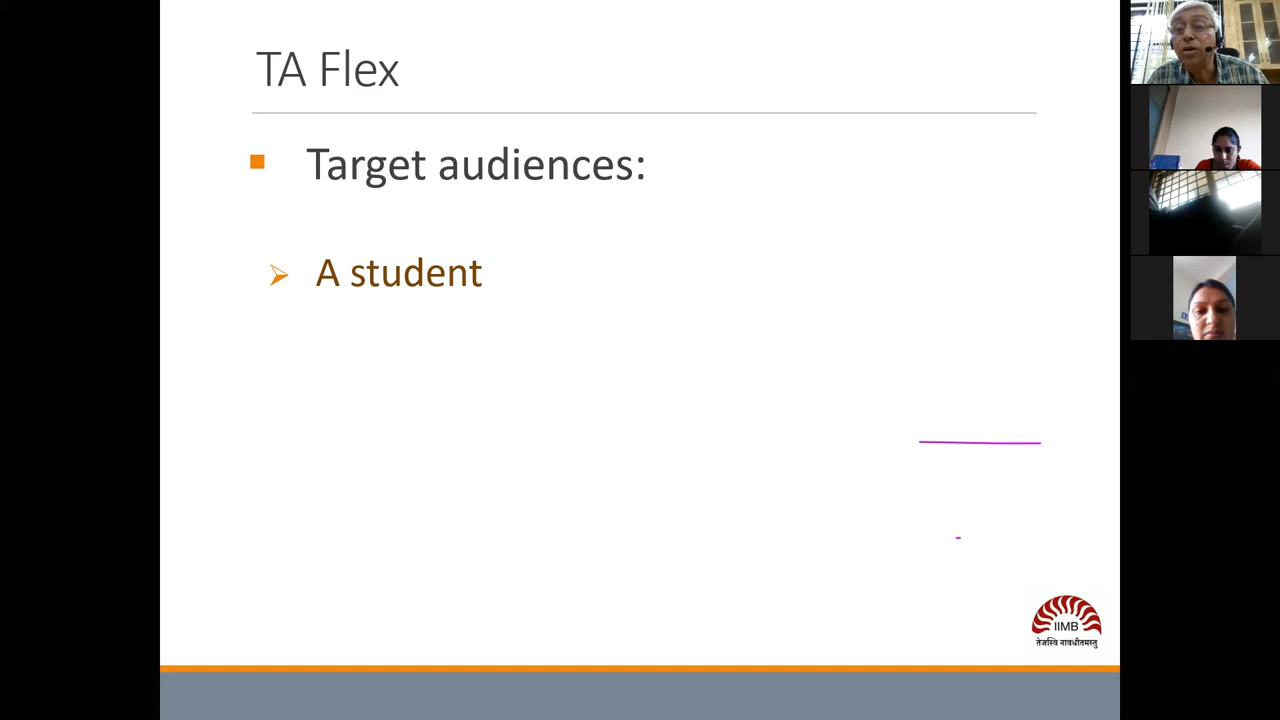 TA Flex
Target audiences:
A student
IIMB
तेजस्वि नावधीतमस्तु